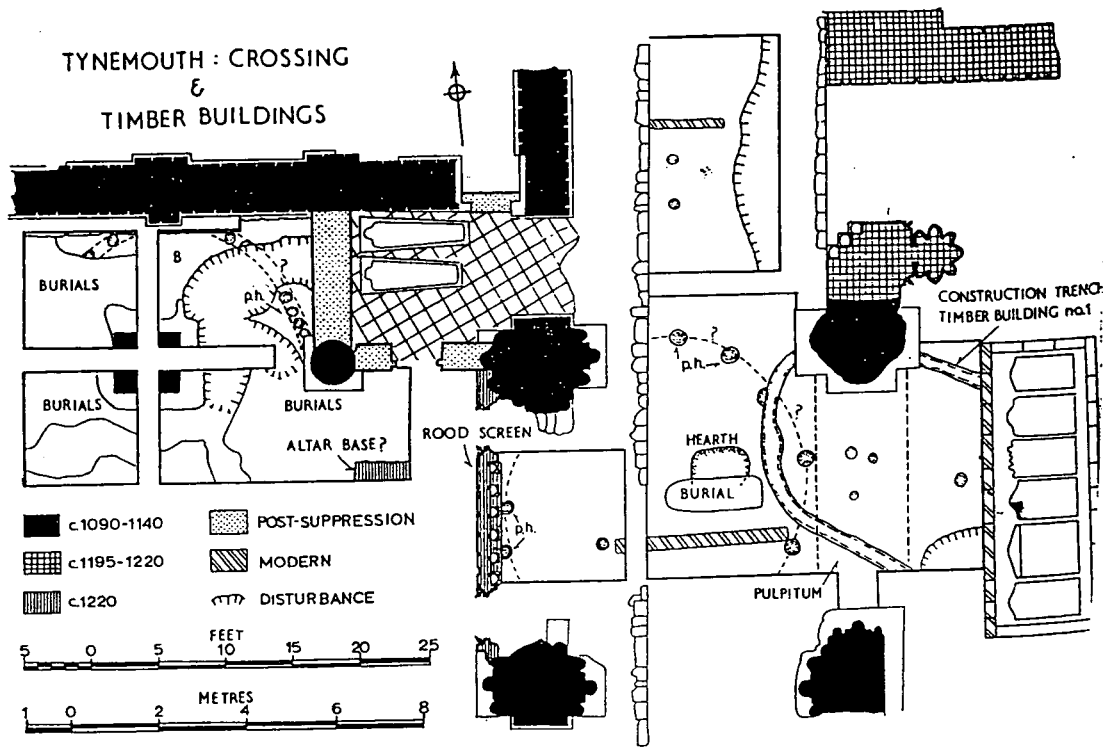 TYNEMOUTH : CROSSING
&
TIMBER BUILDINGS
BURIALS
B
?
p.h.
BURIALS
BURIALS
ALTAR BASE?
ROOD SCREEN
p.h.
?
p.h.
?
HEARTH
BURIAL
PULPITUM
CONSTRUCTION TRENCH
TIMBER BUILDING no.1
c.1090-1140
POST-SUPPRESSION
c.1195-1220
MODERN
c.1220
DISTURBANCE
FEET
5 0 5 10 15 20 25
METRES
1 0 2 4 6 8